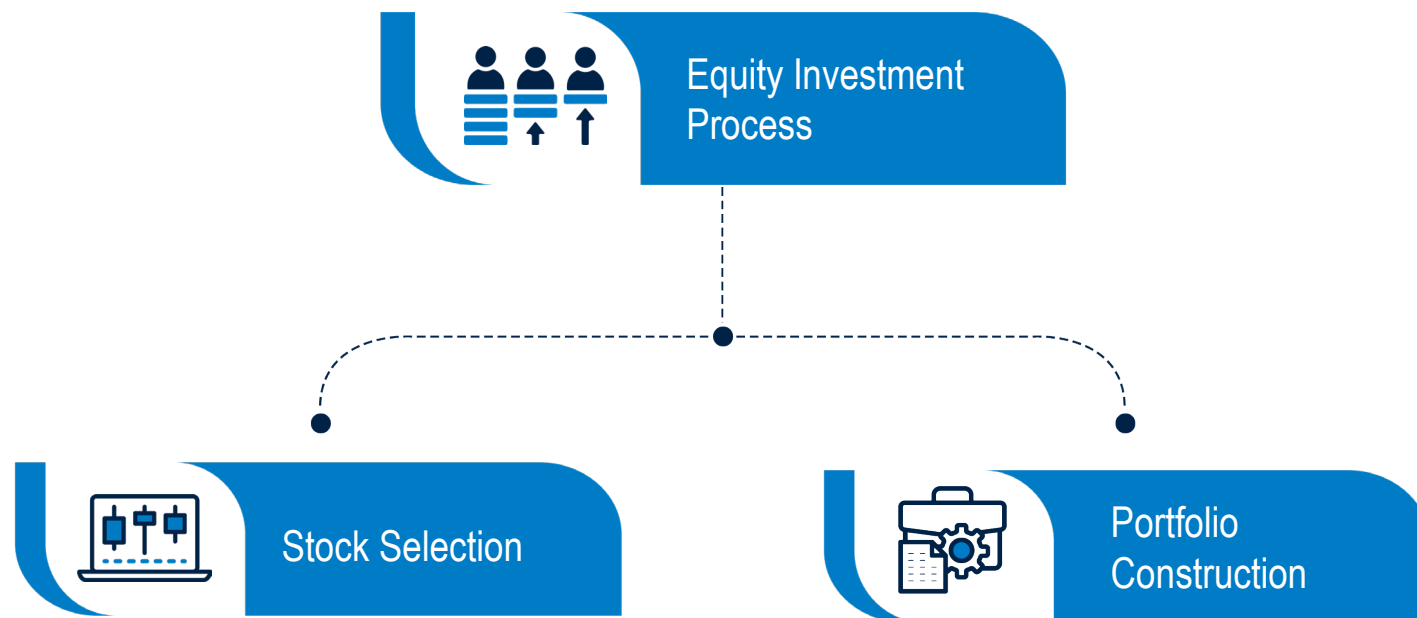 Equity Investment
Process
Stock Selection
Portfolio
Construction